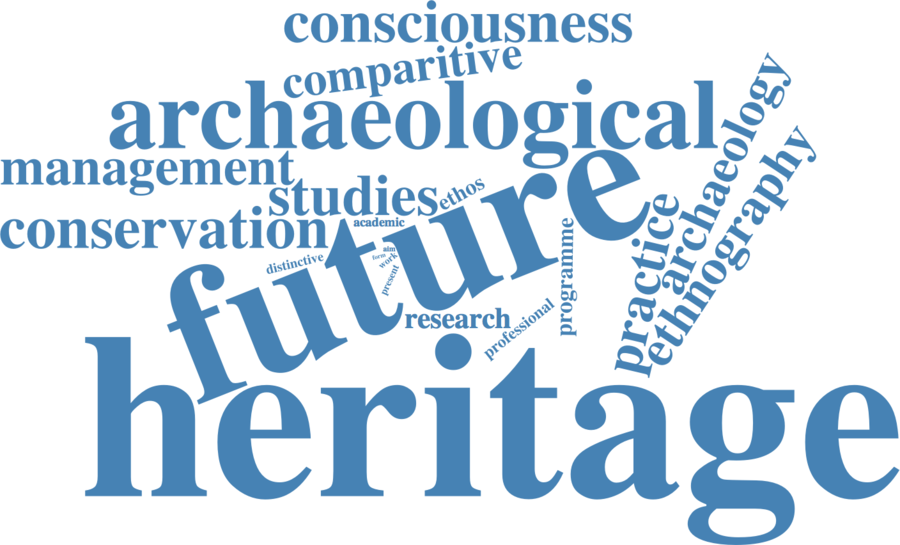 consciousness
comparitive
archaeological
management
studies
ethos
academic
conservation
future
distinctive
aim
form
work
present
programme
practice
archaeology
ethnography
research
professional
heritage